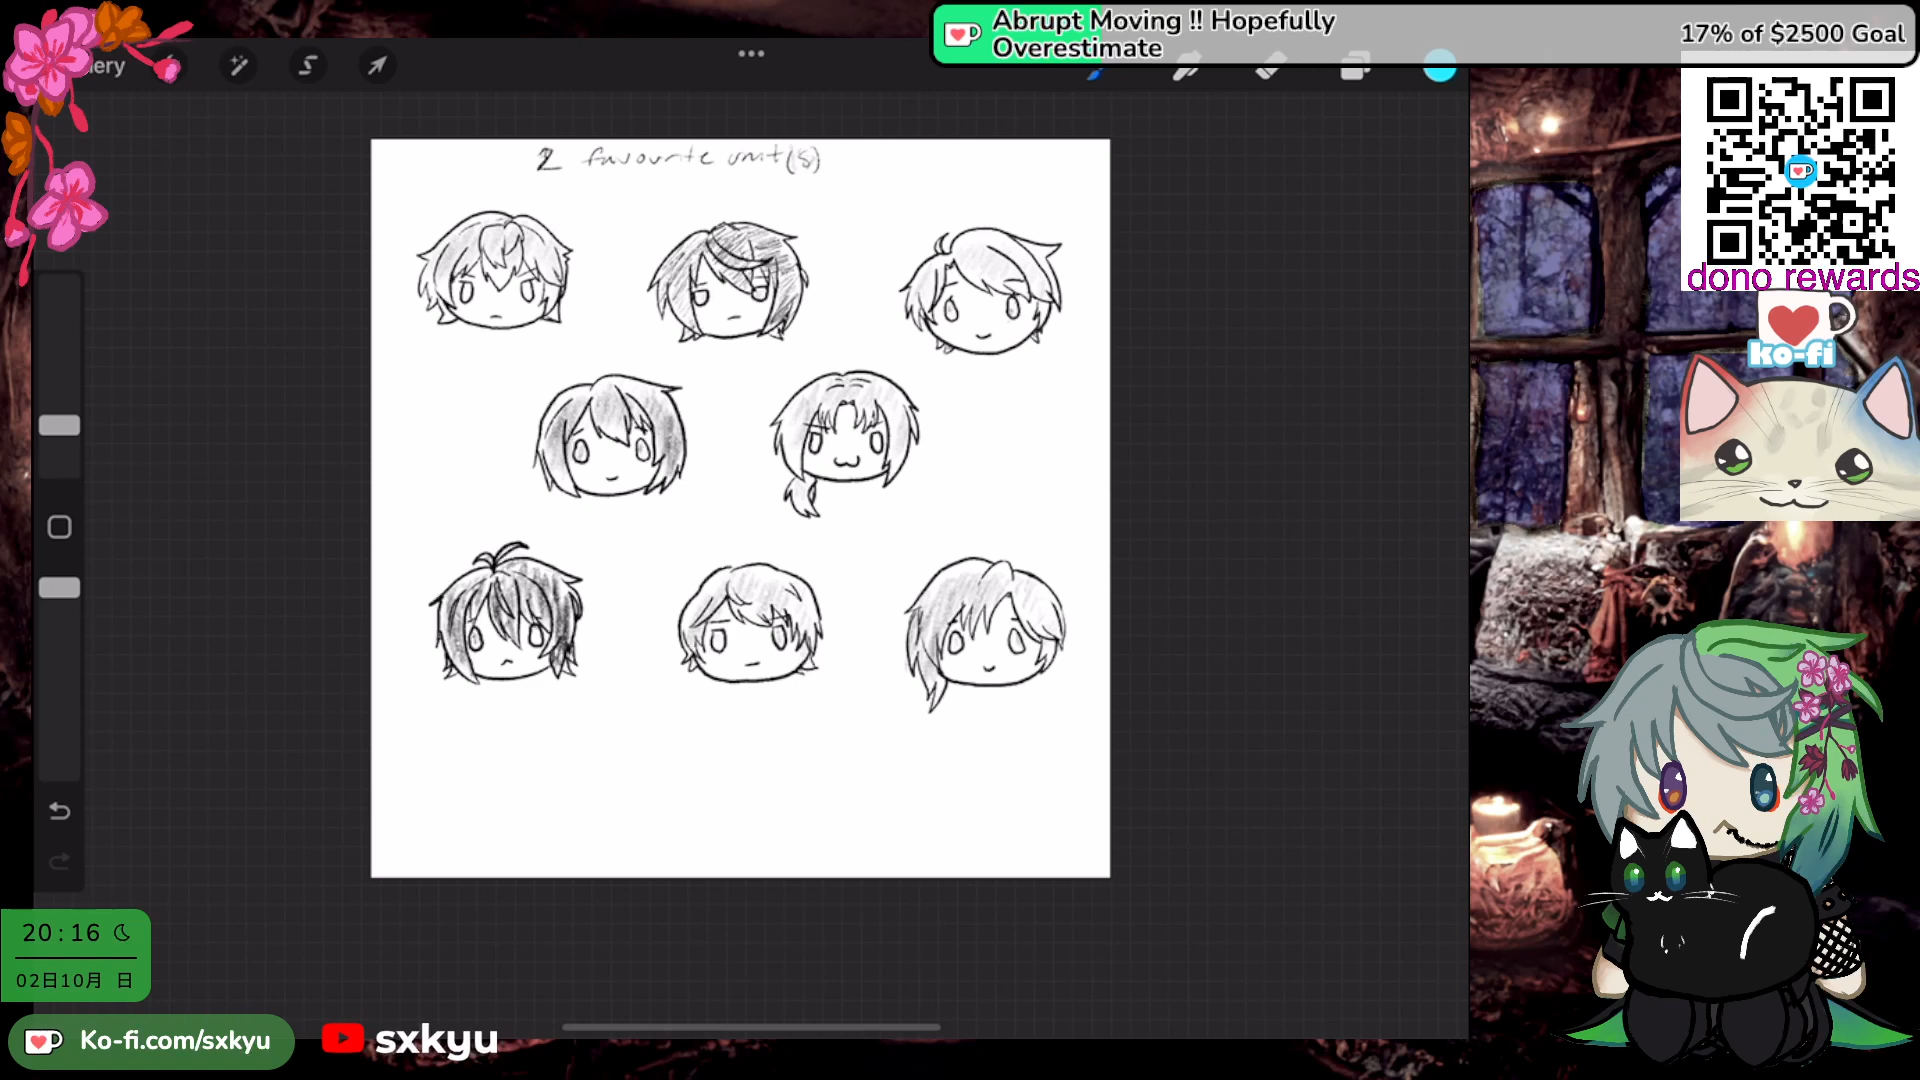 Abrupt Moving !! Hopefully
Overestimate
17% of $2500 Goal
lery
2 favourite unit(s)
dono rewards
ko-fi
20:16
02日10月 日
Ko-fi.com/sxkyu
sxkyu